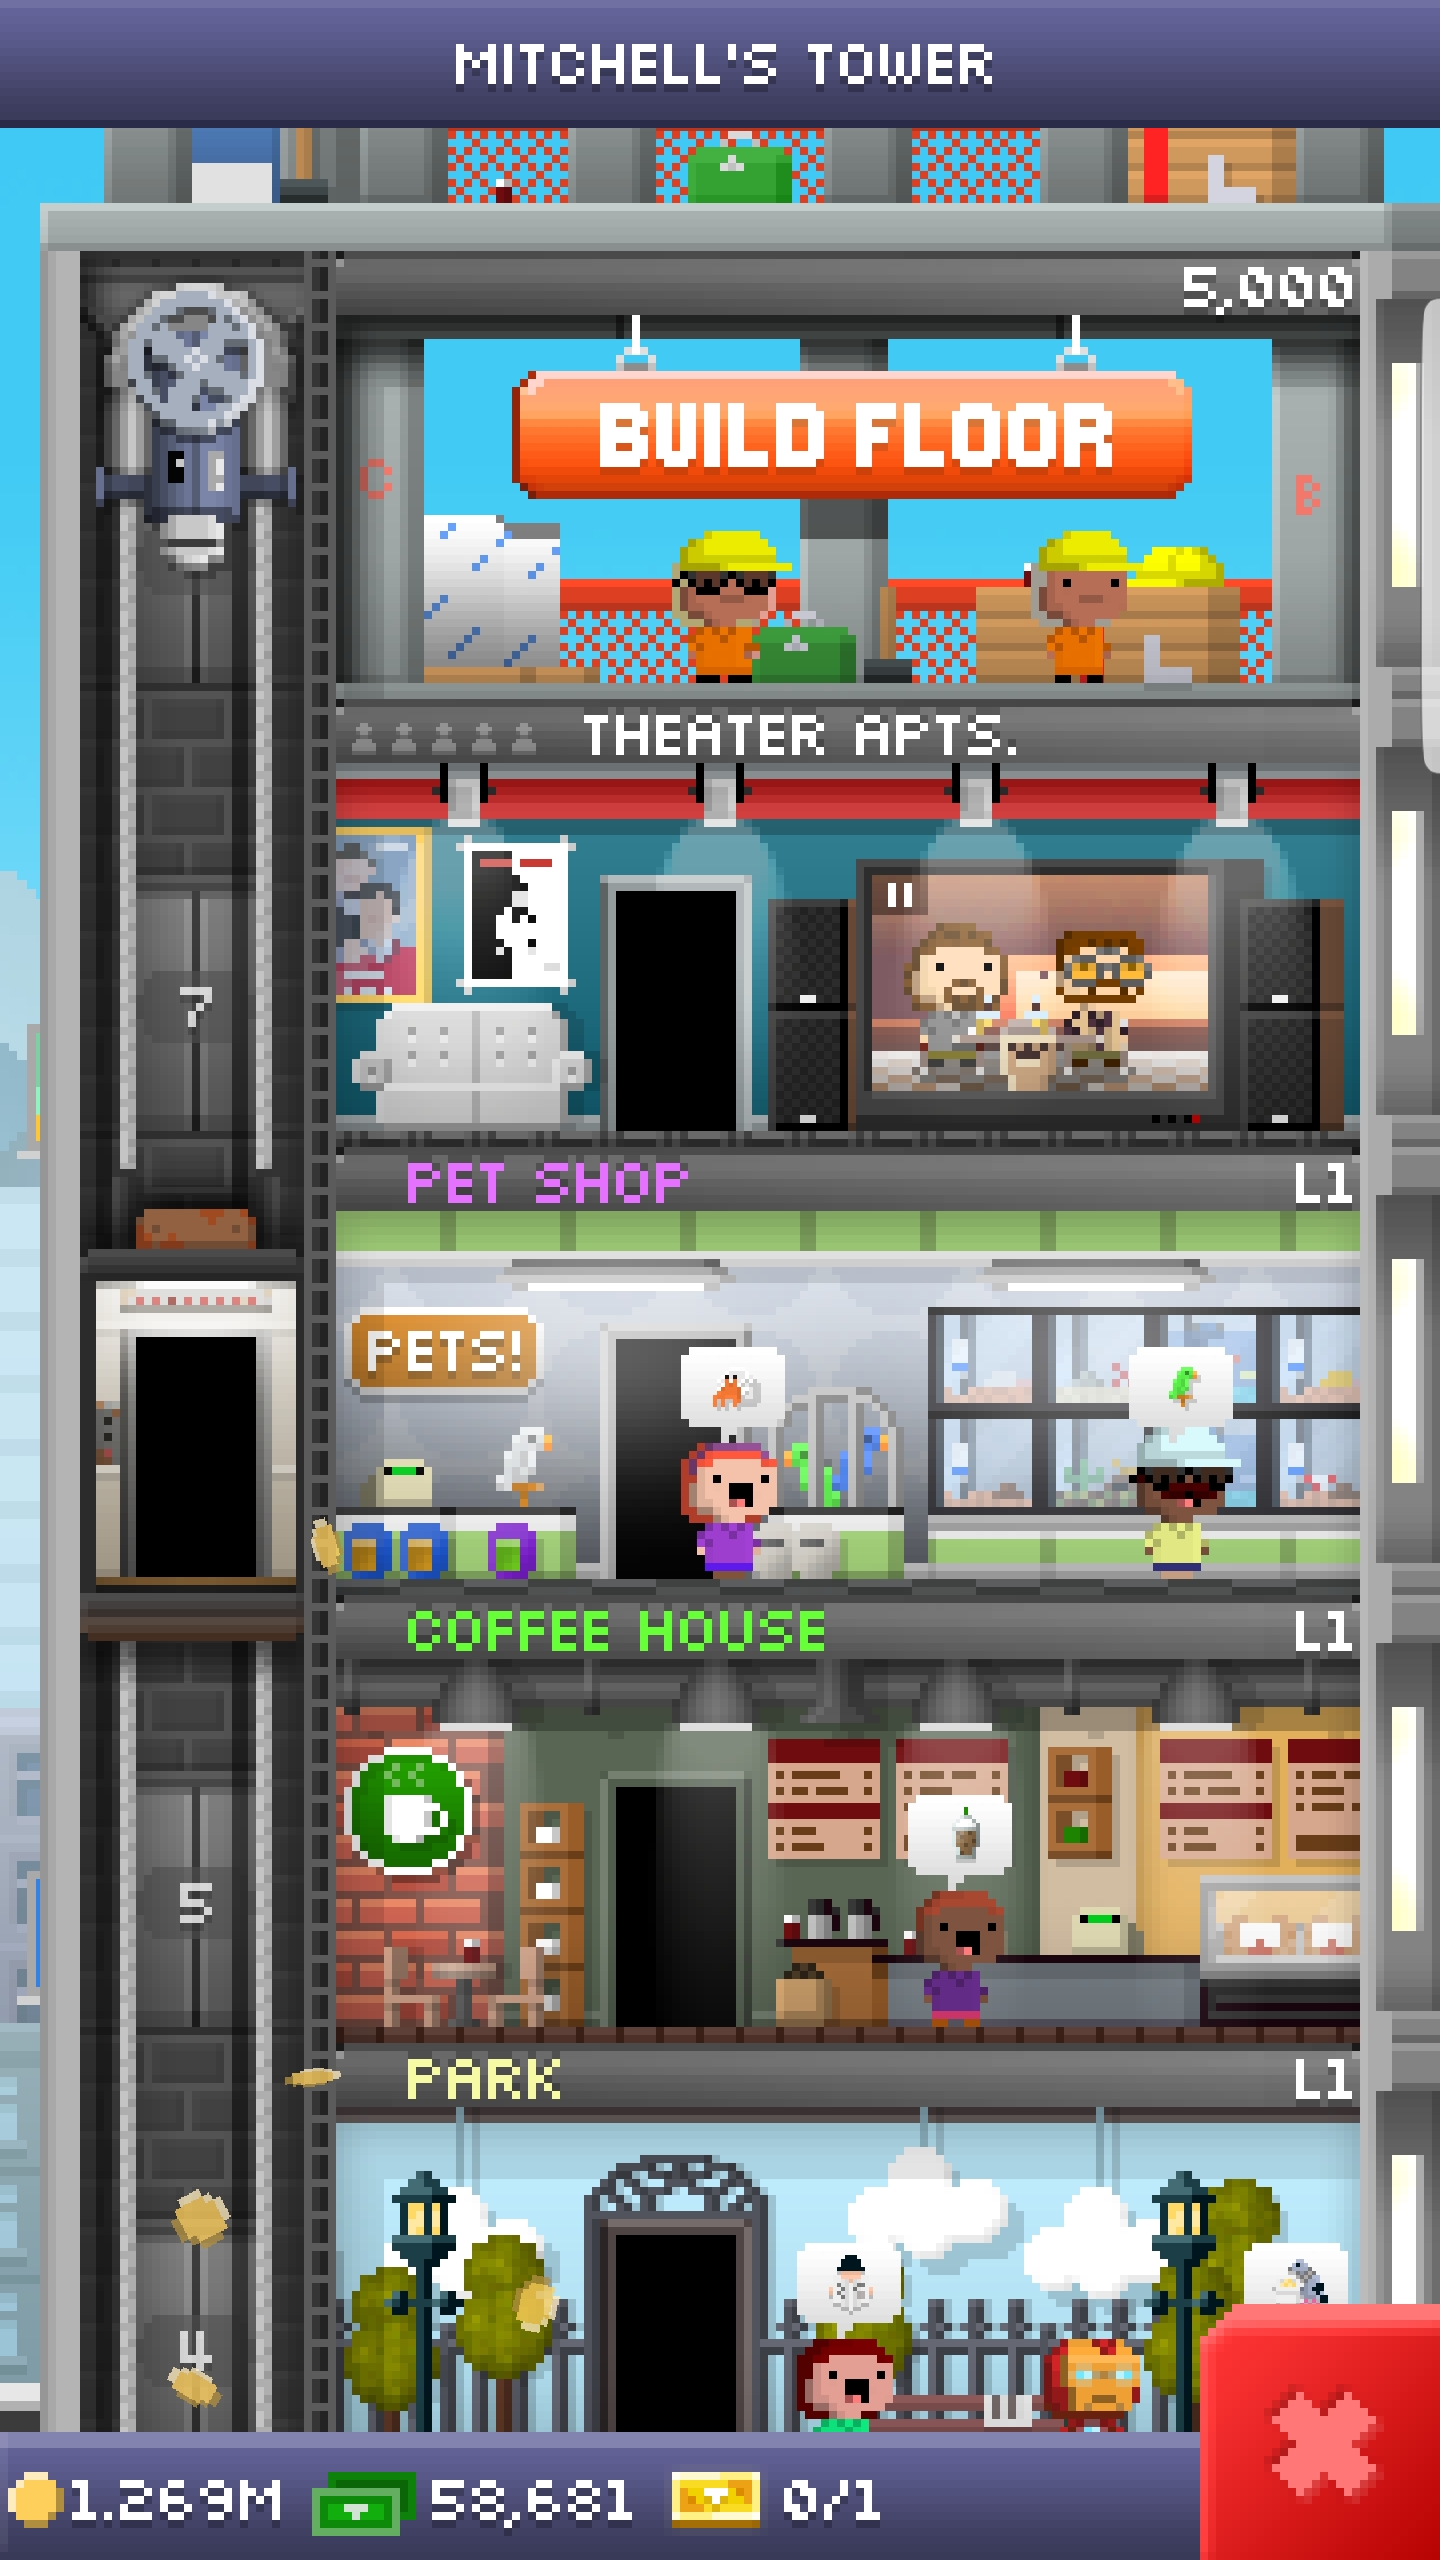 MITCHELL'S TOWER
5,000
BUILD FLOOR
C
B
THEATER APTS.
7
PET SHOP L1
PETS!
COFFEE HOUSE L1
5
PARK L1
4
1.269M 58,681 0/1